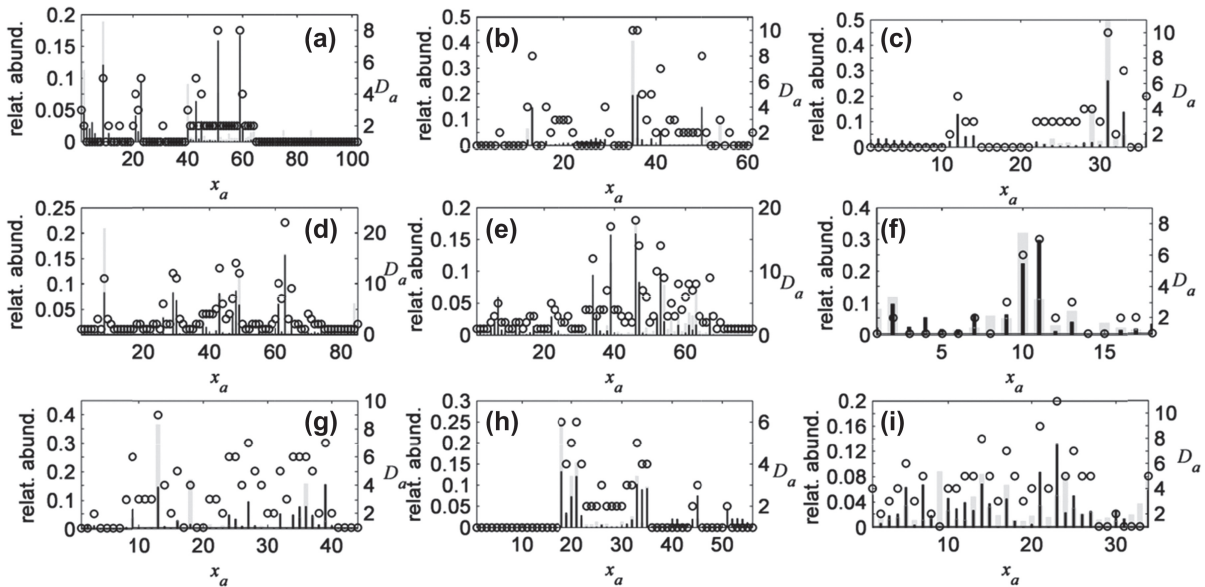 (a)
relat. abund.
0.2
0.15
0.1
0.05
0
8
6
4
2
D_a
20 40 60 80 100
x_a
(b)
relat. abund.
0.5
0.4
0.3
0.2
0.1
0
10
8
6
4
2
D_a
20 40 60
x_a
(c)
relat. abund.
0.5
0.4
0.3
0.2
0.1
0
10
8
6
4
2
D_a
10 20 30
x_a
(d)
relat. abund.
0.25
0.2
0.15
0.1
0.05
0
20
10
0
D_a
20 40 60 80
x_a
(e)
relat. abund.
0.2
0.15
0.1
0.05
0
20
10
0
D_a
20 40 60
x_a
(f)
relat. abund.
0.4
0.3
0.2
0.1
0
8
6
4
2
D_a
5 10 15
x_a
(g)
relat. abund.
0.4
0.3
0.2
0.1
0
10
8
6
4
2
D_a
10 20 30 40
x_a
(h)
relat. abund.
0.3
0.25
0.2
0.15
0.1
0.05
0
6
4
2
D_a
10 20 30 40 50
x_a
(i)
relat. abund.
0.2
0.16
0.12
0.08
0.04
0
10
8
6
4
2
D_a
10 20 30
x_a